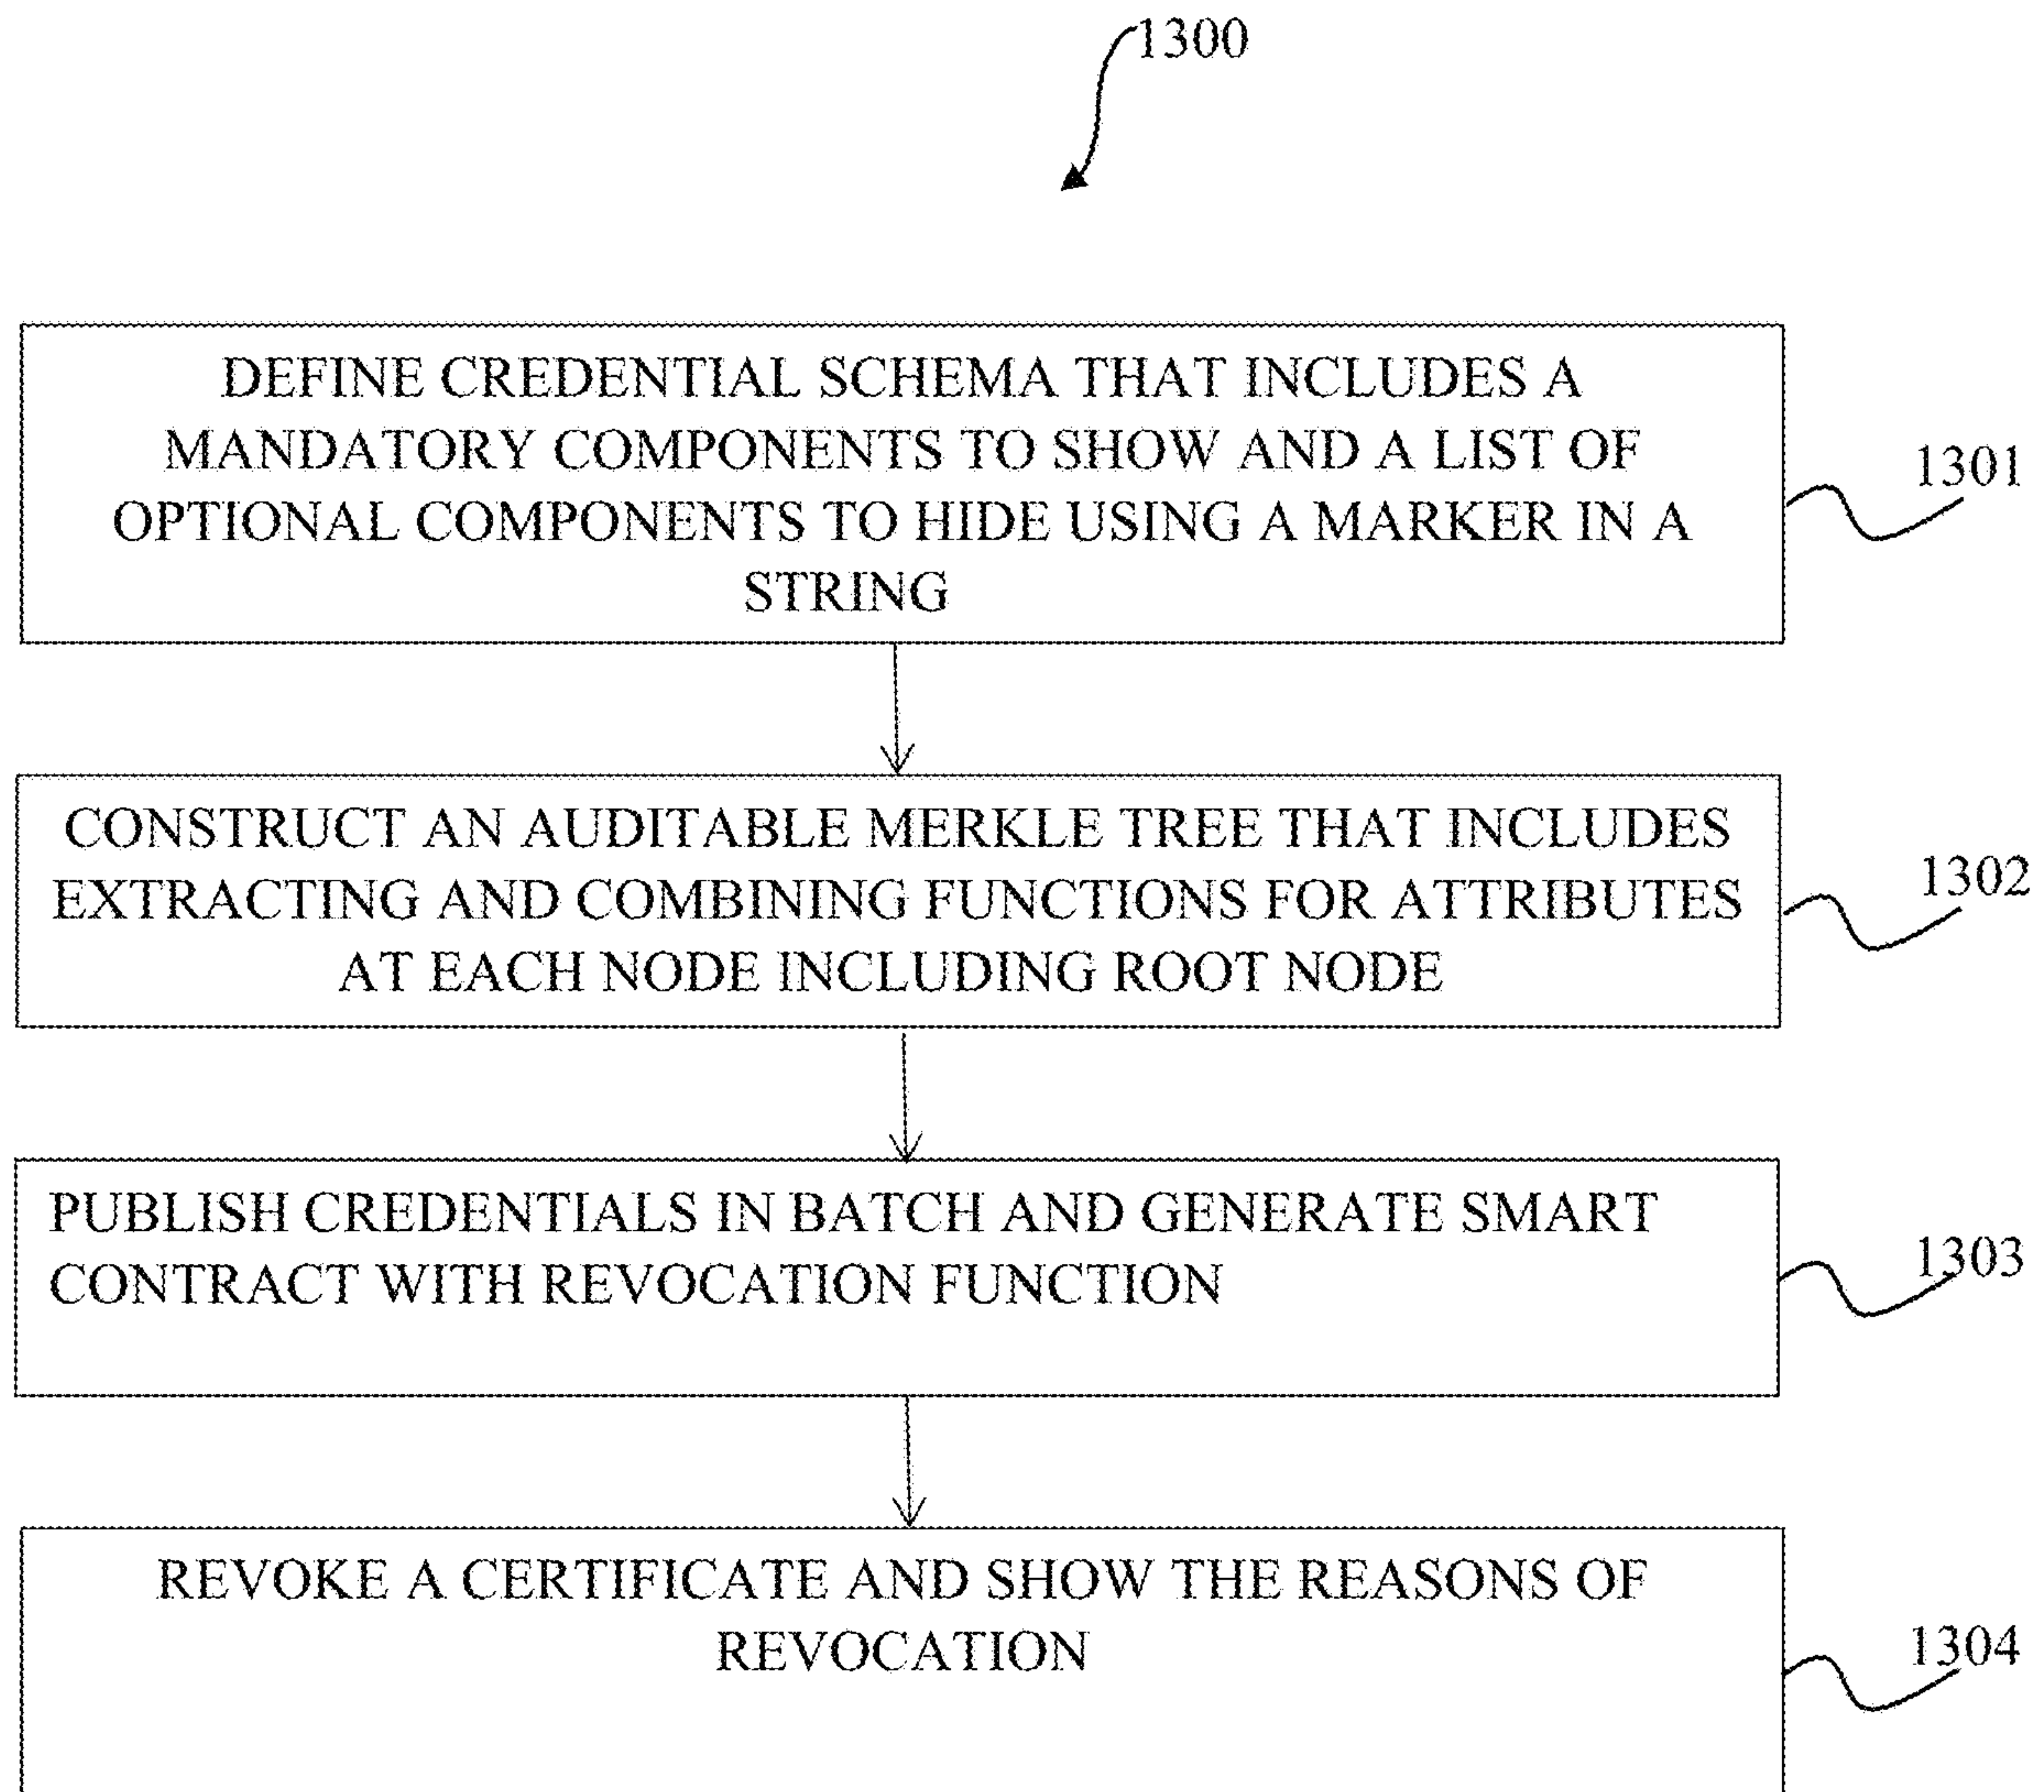 1300
DEFINE CREDENTIAL SCHEMA THAT INCLUDES A
MANDATORY COMPONENTS TO SHOW AND A LIST OF
OPTIONAL COMPONENTS TO HIDE USING A MARKER IN A
STRING
1301
CONSTRUCT AN AUDITABLE MERKLE TREE THAT INCLUDES
EXTRACTING AND COMBINING FUNCTIONS FOR ATTRIBUTES
AT EACH NODE INCLUDING ROOT NODE
1302
PUBLISH CREDENTIALS IN BATCH AND GENERATE SMART
CONTRACT WITH REVOCATION FUNCTION
1303
REVOKE A CERTIFICATE AND SHOW THE REASONS OF
REVOCATION
1304